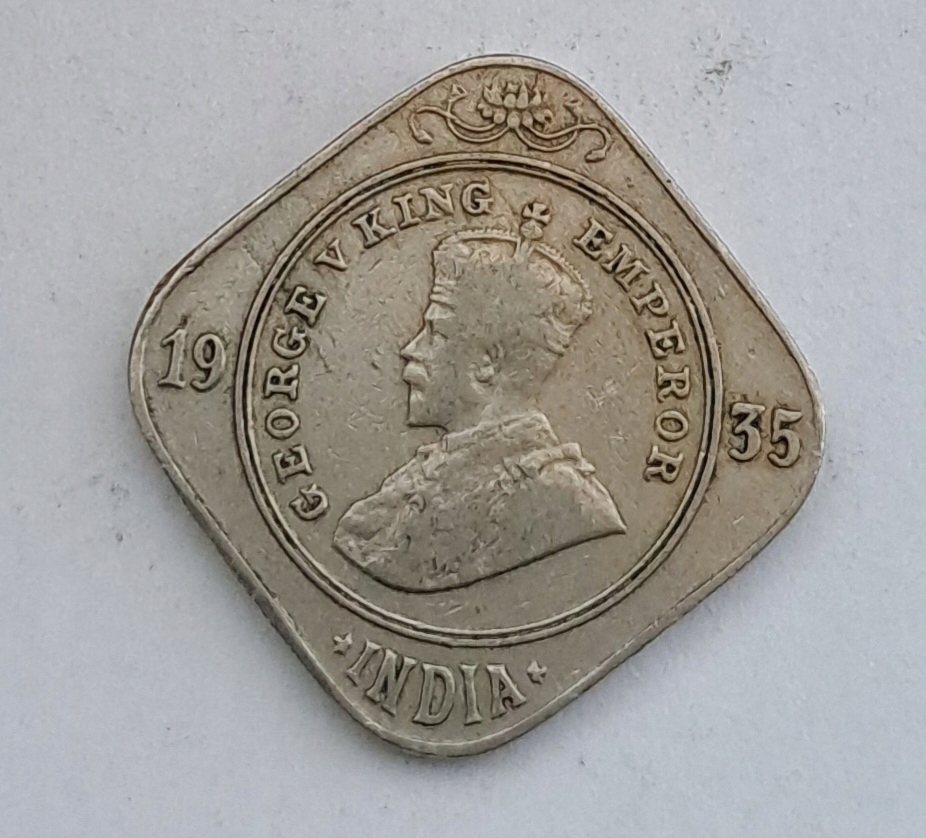 GEORGE V KING EMPEROR
19 35
INDIA